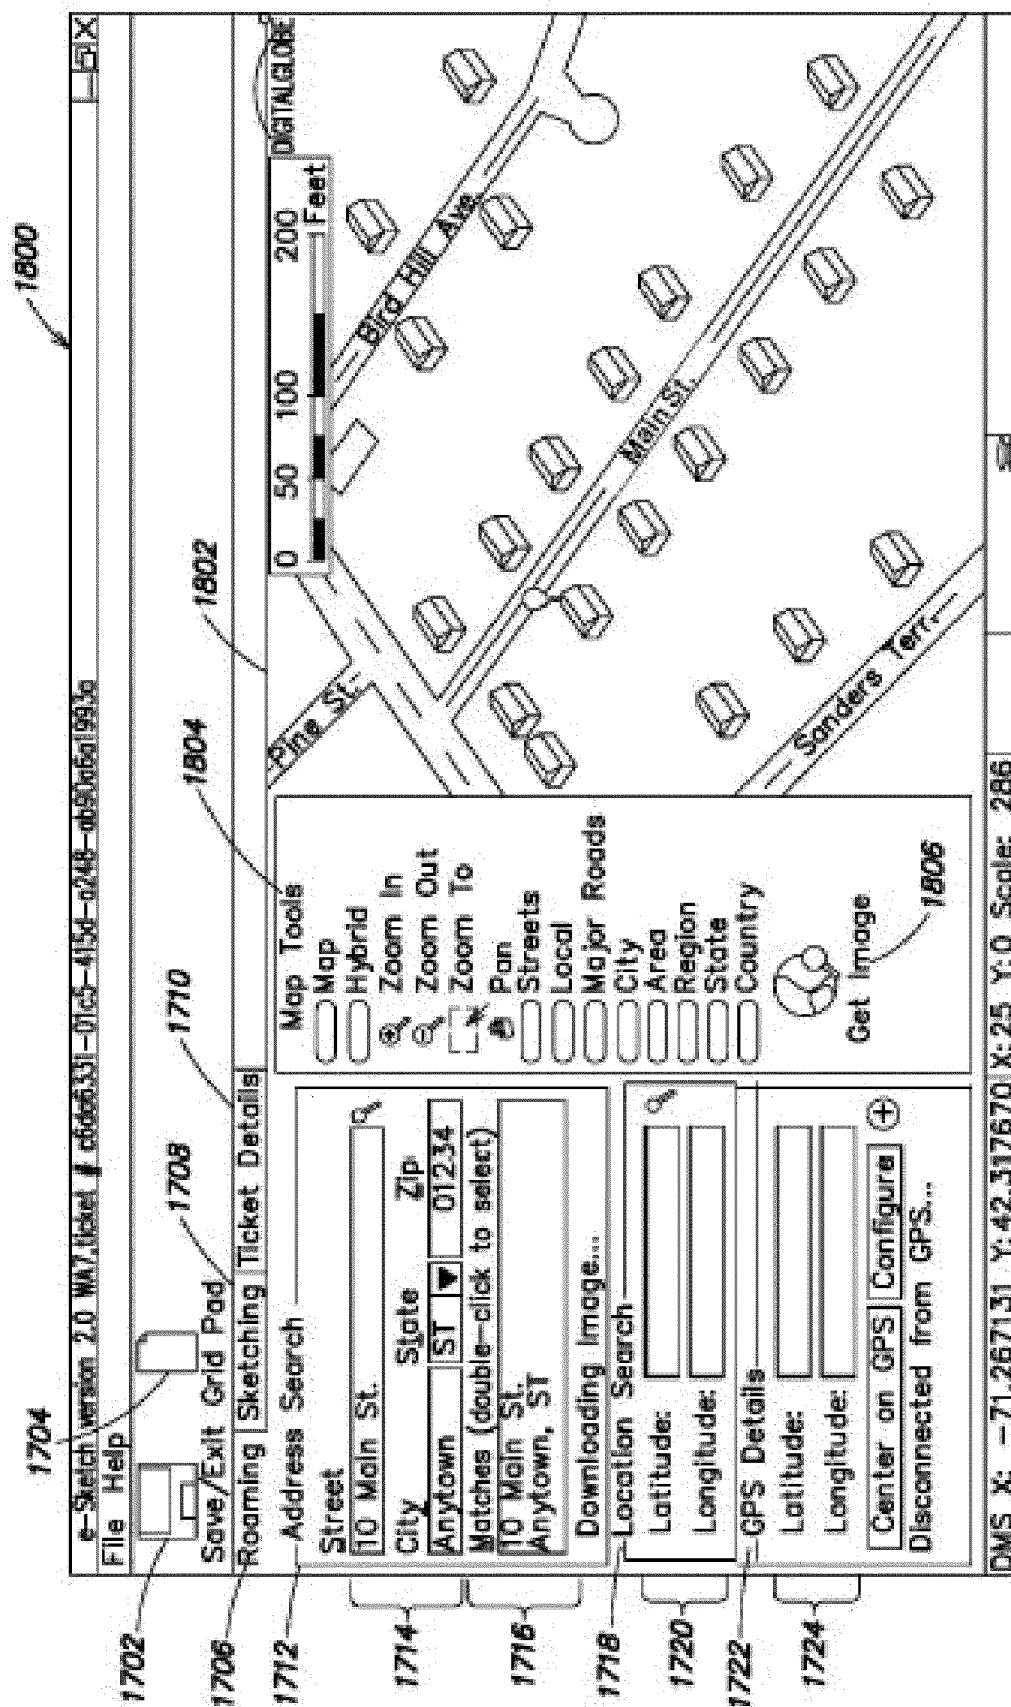 1800
e-Sketch version 2.0 WA7.ticket # c6dd6331-01c5-415d-a248-ab90a6a1993a
File Help
1702
1704
Save/Exit Grid Pad
1706
1708
1710
Roaming Sketching Ticket Details
1802
1804
1712
Address Search
Street
10 Main St.
City State Zip
Anytown ST 01234
1714
Matches (double-click to select)
10 Main St.
Anytown, ST
1716
Downloading Image...
1718
Location Search
Latitude:
Longitude:
1720
1722
GPS Details
Latitude:
Longitude:
1724
Center on GPS Configure
Disconnected from GPS...
Map Tools
Map
Hybrid
Zoom In
Zoom Out
Zoom To
Pan
Streets
Local
Major Roads
City
Area
Region
State
Country
Get Image
1806
0 50 100 200
Feet
DIGITALGLOBE
Pine St.
Bird Hill Ave.
Main St.
Sanders Terr.
DMS X: -71.267131 Y:42.317670 X:25 Y:0 Scale: 286